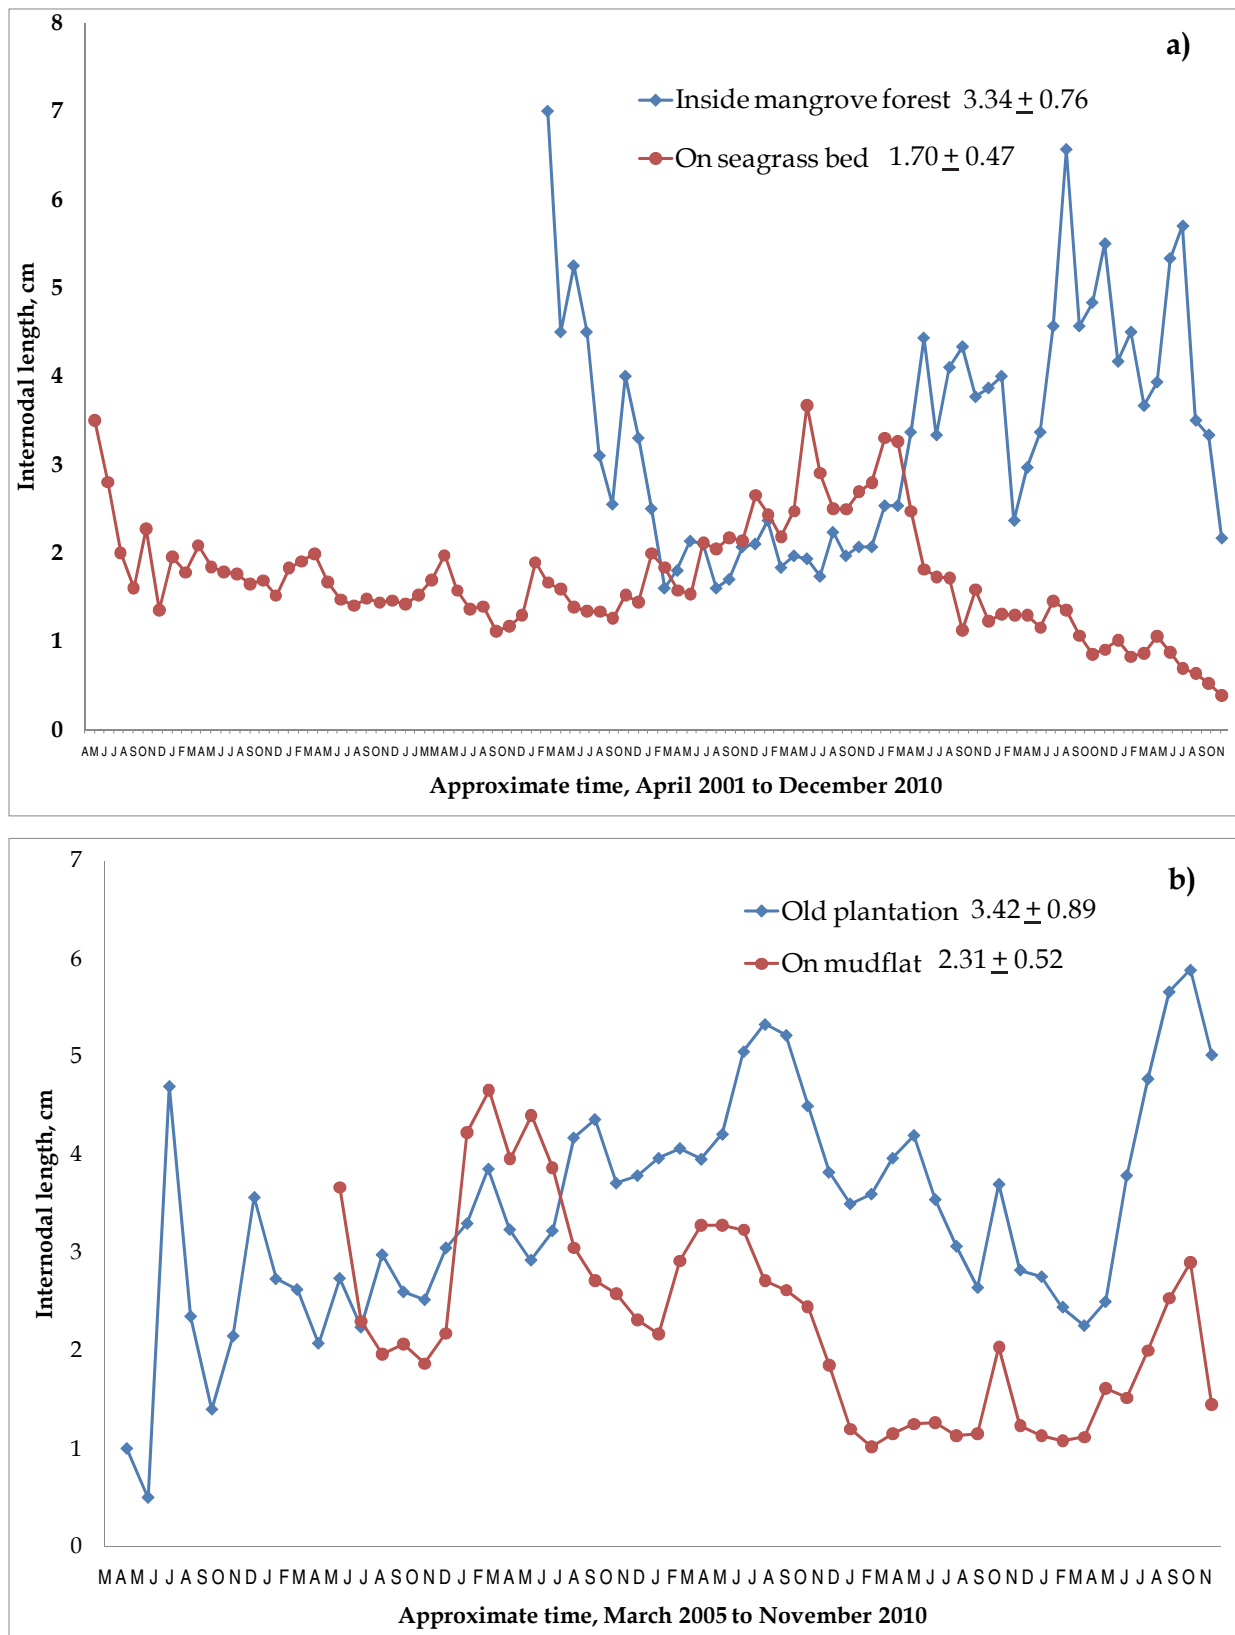 a)
8
7
6
5
4
3
2
1
0
Internodal length, cm
Inside mangrove forest 3.34 ± 0.76
On seagrass bed 1.70 ± 0.47
Approximate time, April 2001 to December 2010
b)
7
6
5
4
3
2
1
0
Internodal length, cm
Old plantation 3.42 ± 0.89
On mudflat 2.31 ± 0.52
M A M J J A S O N D J F M A M J J A S O N D J F M A M J J A S O N D J F M A M J J A S O N D J F M A M J J A S O N
Approximate time, March 2005 to November 2010